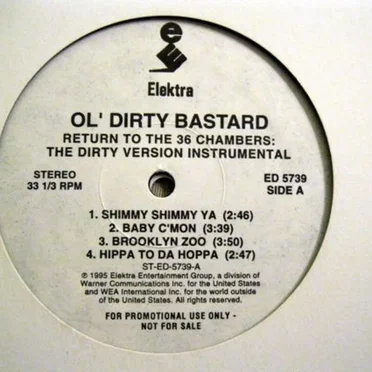 e
Elektra
OL' DIRTY BASTARD
RETURN TO THE 36 CHAMBERS:
THE DIRTY VERSION INSTRUMENTAL
STEREO
33 1/3 RPM
ED 5739
SIDE A
1. SHIMMY SHIMMY YA (2:46)
2. BABY C'MON (3:39)
3. BROOKLYN ZOO (3:50)
4. HIPPA TO DA HOPPA (2:47)
ST-ED-5739-A
℗ 1995 Elektra Entertainment Group, a division of
Warner Communications Inc. for the United States
and WEA International Inc. for the world outside
of the United States. All rights reserved.
FOR PROMOTIONAL USE ONLY -
NOT FOR SALE